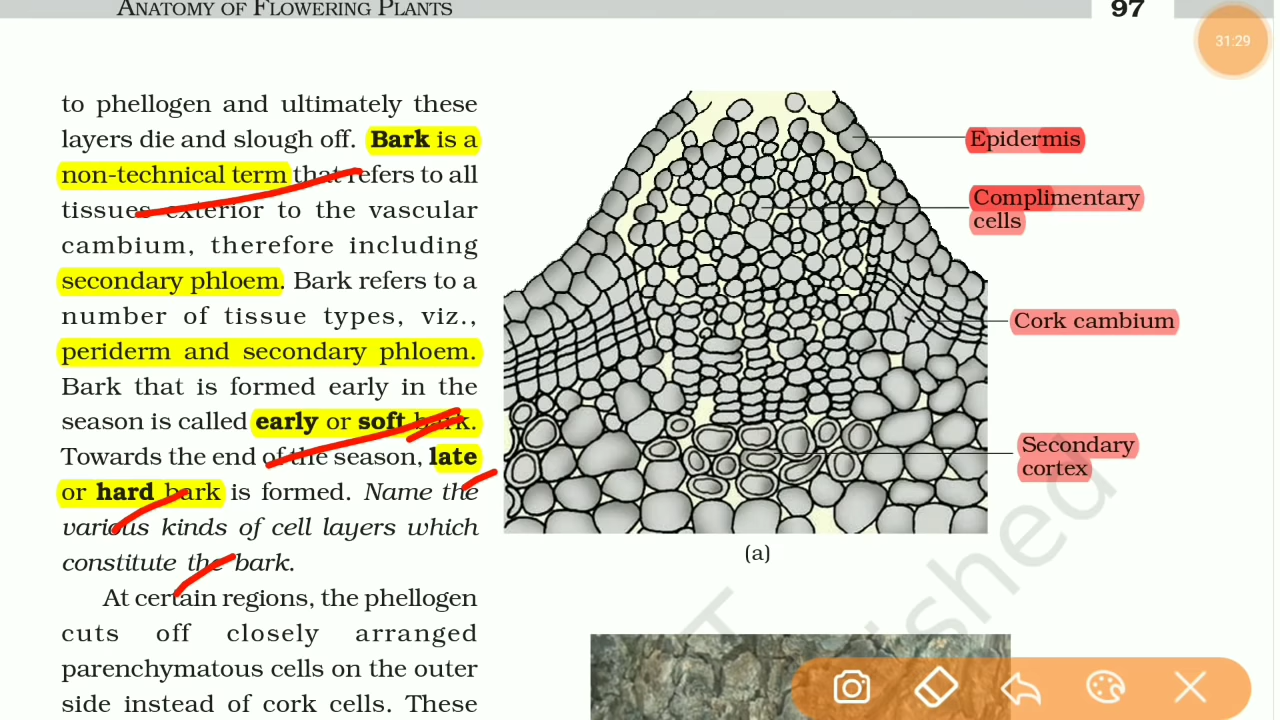 ANATOMY OF FLOWERING PLANTS
97
31:29
to phellogen and ultimately these
layers die and slough off. Bark is a
non-technical term that refers to all
tissues exterior to the vascular
cambium, therefore including
secondary phloem. Bark refers to a
number of tissue types, viz.,
periderm and secondary phloem.
Bark that is formed early in the
season is called early or soft bark.
Towards the end of the season, late
or hard bark is formed. Name the
various kinds of cell layers which
constitute the bark.
At certain regions, the phellogen
cuts off closely arranged
parenchymatous cells on the outer
side instead of cork cells. These
Epidermis
Complimentary
cells
Cork cambium
Secondary
cortex
(a)